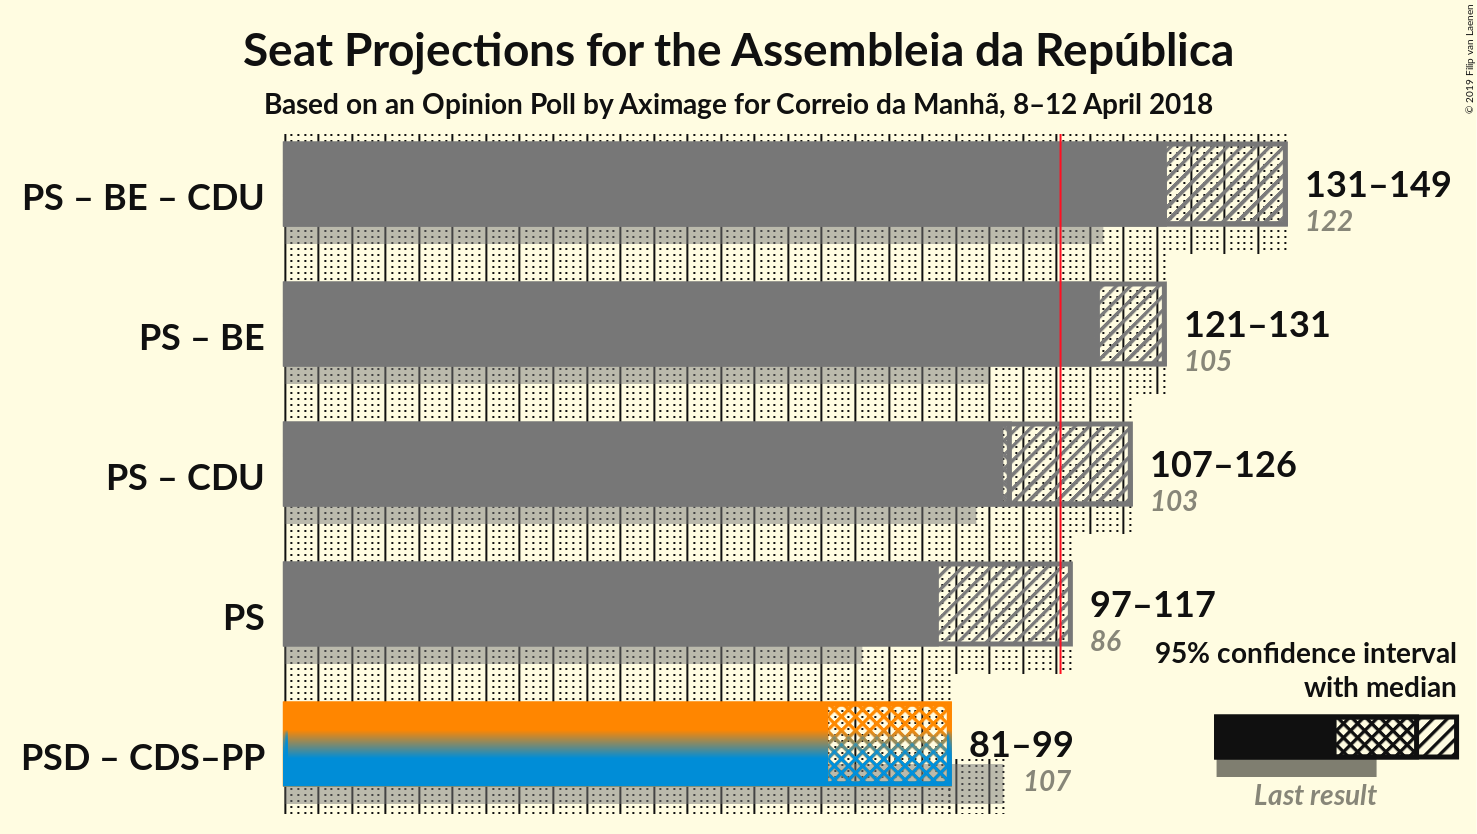 Seat Projections for the Assembleia da República
Based on an Opinion Poll by Aximage for Correio da Manhã, 8–12 April 2018
© 2019 Filip van Laenen
PS – BE – CDU
131–149
122
PS – BE
121–131
105
PS – CDU
107–126
103
PS
97–117
86
PSD – CDS–PP
81–99
107
95% confidence interval
with median
Last result